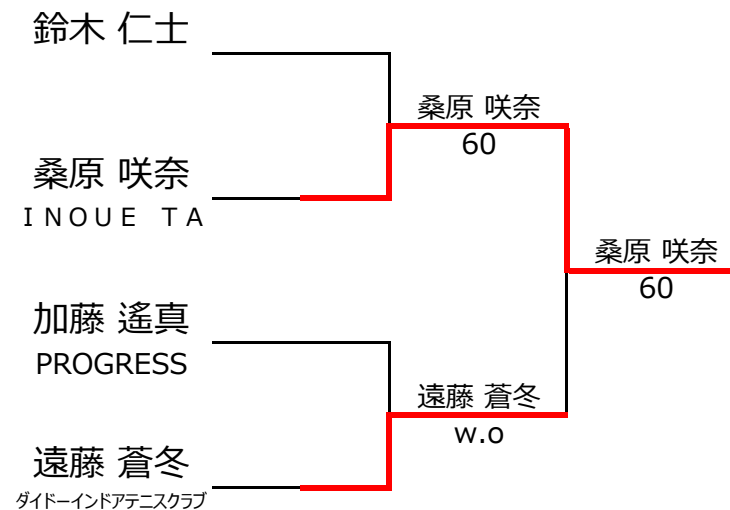 鈴木 仁士
桑原 咲奈
60
桑原 咲奈
ＩＮＯＵＥ　ＴＡ
桑原 咲奈
60
加藤 遙真
PROGRESS
遠藤 蒼冬
w.o
遠藤 蒼冬
ダイドーインドアテニスクラブ